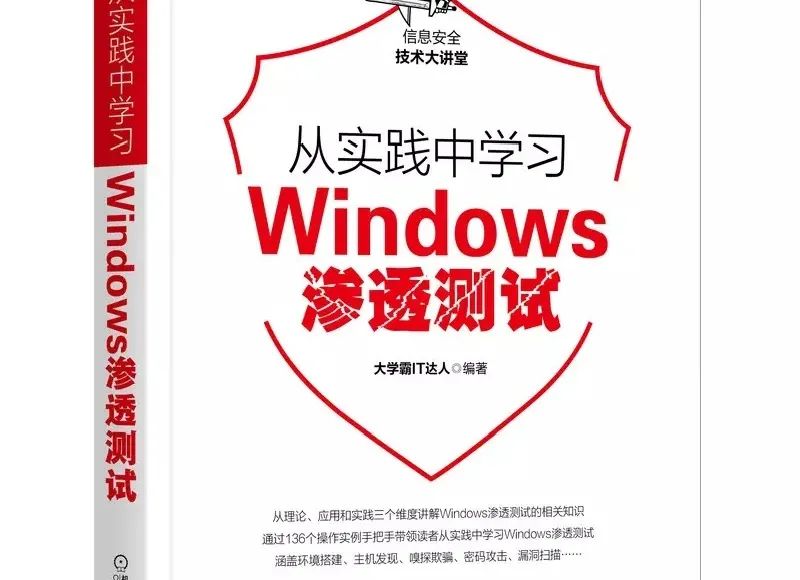 信息安全
技术大讲堂
从实践中学习
Windows
渗透测试
大学霸IT达人◎编著
从理论、应用和实践三个维度讲解Windows渗透测试的相关知识
通过136个操作实例手把手带领读者从实践中学习Windows渗透测试
涵盖环境搭建、主机发现、嗅探欺骗、密码攻击、漏洞扫描……
从实践中学习
Windows渗透测试